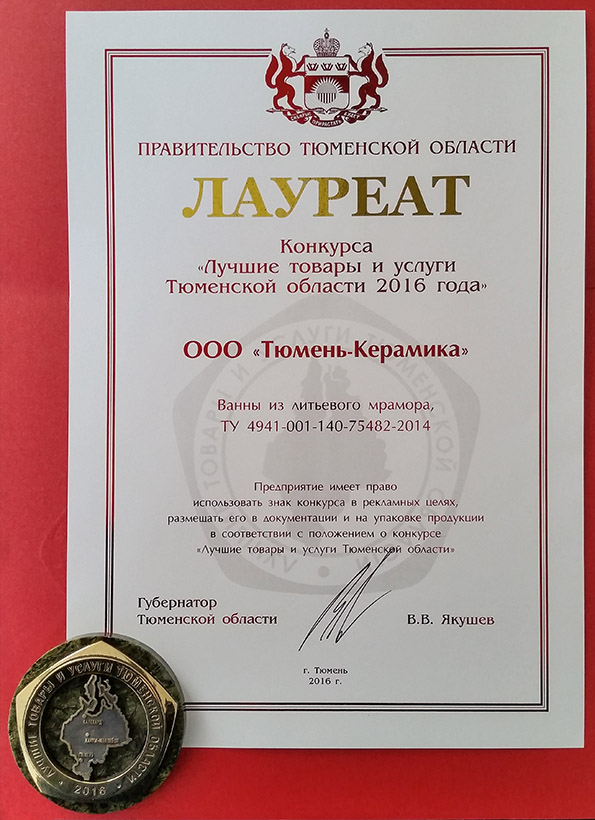 ПРАВИТЕЛЬСТВО ТЮМЕНСКОЙ ОБЛАСТИ
ЛАУРЕАТ
Конкурса
«Лучшие товары и услуги
Тюменской области 2016 года»
ООО «Тюмень-Керамика»
Ванны из литьевого мрамора,
ТУ 4941-001-140-75482-2014
Предприятие имеет право
использовать знак конкурса в рекламных целях,
размещать его в документации и на упаковке продукции
в соответствии с положением о конкурсе
«Лучшие товары и услуги Тюменской области»
Губернатор
Тюменской области
В.В. Якушев
г. Тюмень
2016 г.
ЛУЧШИЕ ТОВАРЫ И УСЛУГИ ТЮМЕНСКОЙ ОБЛАСТИ
2016